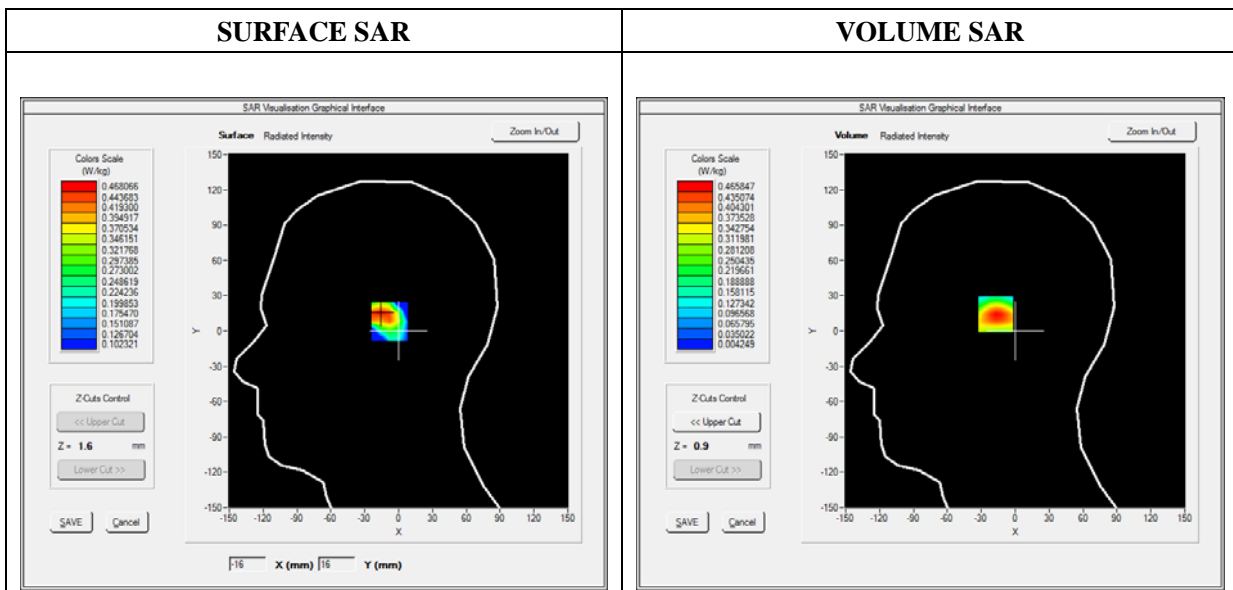 SURFACE SAR
VOLUME SAR
SAR Visualisation Graphical Interface
Surface Radiated Intensity
Zoom In/Out
Colors Scale
(W/kg)
0.468066
0.443683
0.419300
0.394917
0.370534
0.346151
0.321768
0.297385
0.273002
0.248619
0.224236
0.199853
0.175470
0.151087
0.126704
0.102321
150
120
90
60
30
0
-30
-60
-90
-120
-150
Y
-150 -120 -90 -60 -30 0 30 60 90 120 150
X
Z-Cuts Control
<< Upper Cut
Z = 1.6 mm
Lower Cut >>
SAVE Cancel
-16 X (mm) 16 Y (mm)
SAR Visualisation Graphical Interface
Volume Radiated Intensity
Zoom In/Out
Colors Scale
(W/kg)
0.465847
0.435074
0.404301
0.373528
0.342754
0.311981
0.281208
0.250435
0.219661
0.188888
0.158115
0.127342
0.096568
0.065795
0.035022
0.004249
150
120
90
60
30
0
-30
-60
-90
-120
-150
Y
-150 -120 -90 -60 -30 0 30 60 90 120 150
X
Z-Cuts Control
<< Upper Cut
Z = 0.9 mm
Lower Cut >>
SAVE Cancel